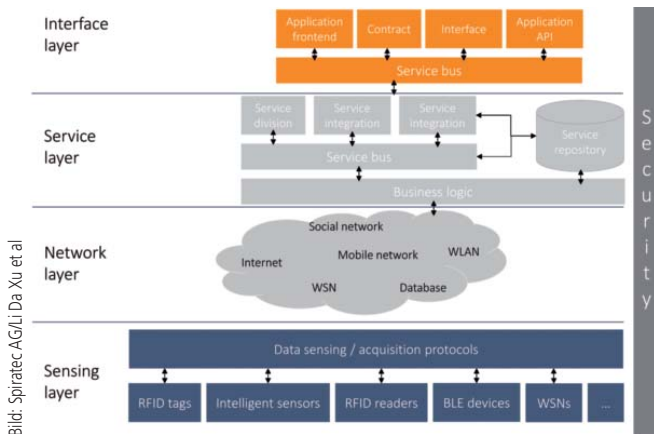 Interface
layer
Application
frontend
Contract
Interface
Application
API
Service bus
Service
layer
Service
division
Service
integration
Service
integration
Service
repository
Service bus
Business logic
Network
layer
Social network
Internet
Mobile network
WLAN
WSN
Database
Sensing
layer
Data sensing / acquisition protocols
RFID tags
Intelligent sensors
RFID readers
BLE devices
WSNs
...
Security
Bild: Spiratec AG/Li Da Xu et al